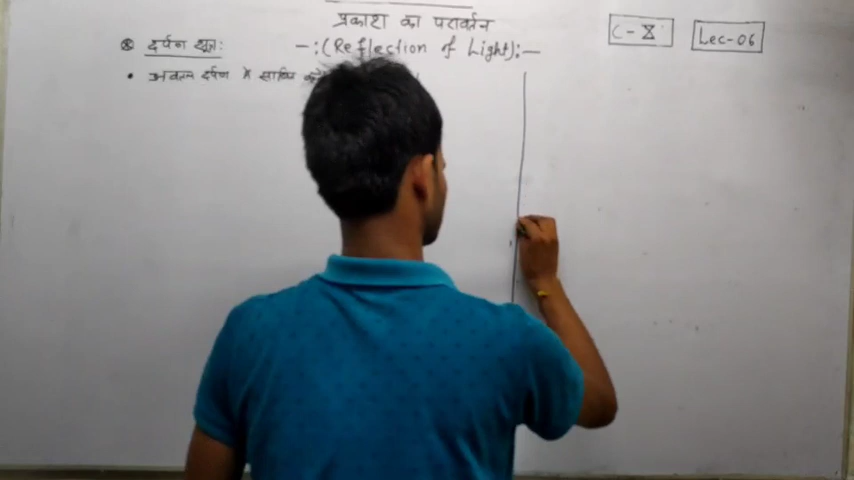 प्रकाश का परावर्तन
C-X
Lec-06
⊗ दर्पण सूत्र:
-:(Reflection of Light):-
• अवतल दर्पण में